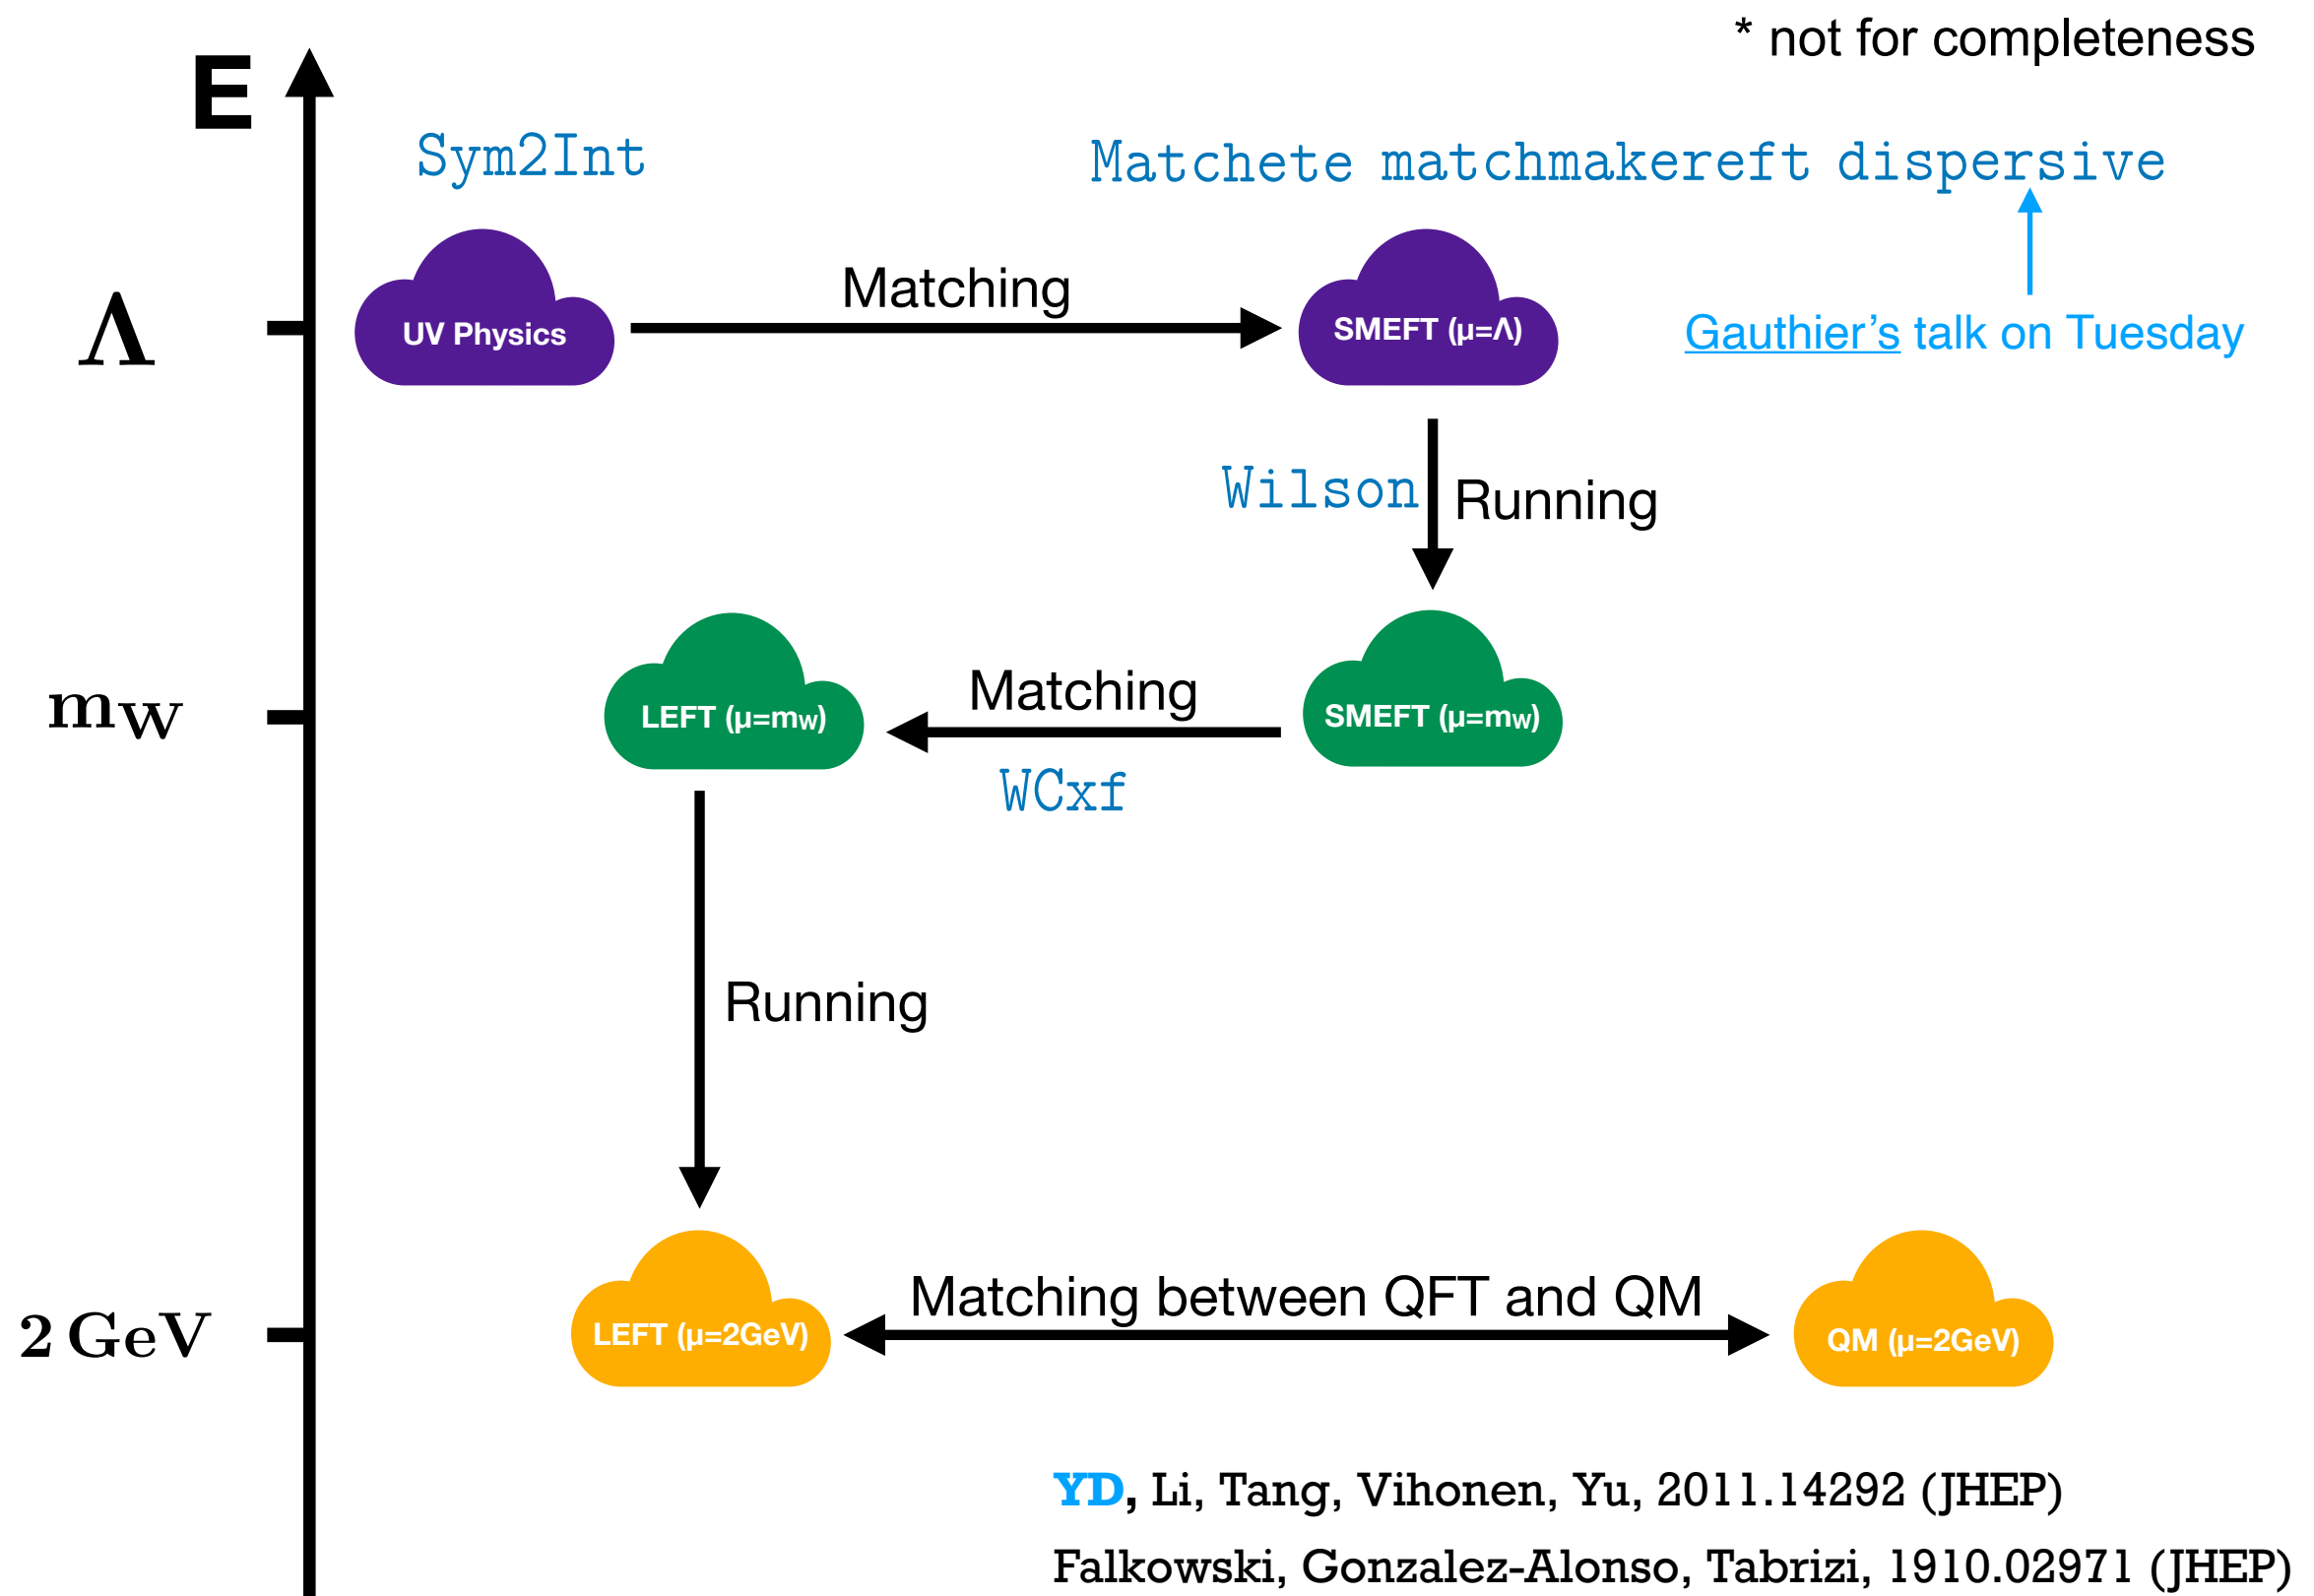 * not for completeness
E
Sym2Int
Matchete matchmakereft dispersive
Matching
Λ
UV Physics
SMEFT (μ=Λ)
Gauthier's talk on Tuesday
Wilson
Running
mW
LEFT (μ=mW)
Matching
SMEFT (μ=mW)
WCxf
Running
2 GeV
LEFT (μ=2GeV)
Matching between QFT and QM
QM (μ=2GeV)
YD, Li, Tang, Vihonen, Yu, 2011.14292 (JHEP)
Falkowski, Gonzalez-Alonso, Tabrizi, 1910.02971 (JHEP)